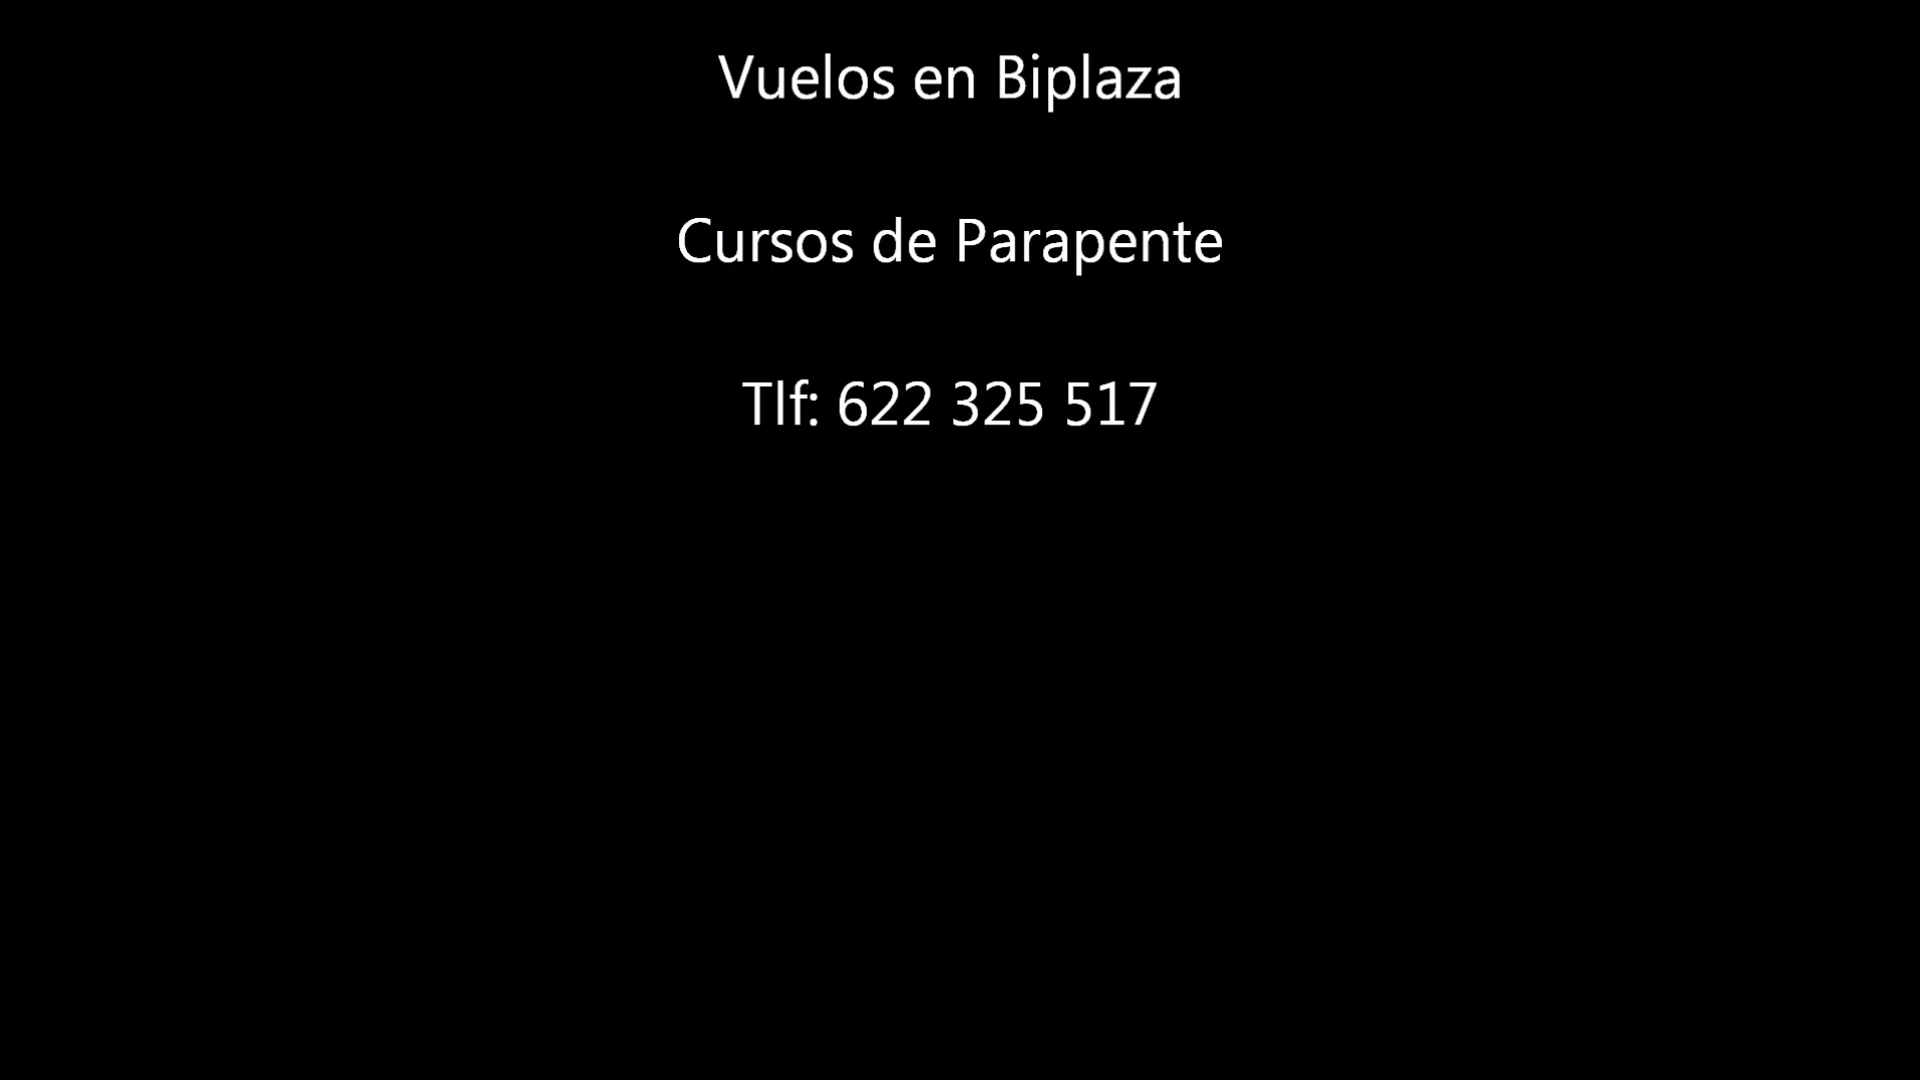 Vuelos en Biplaza
Cursos de Parapente
Tlf: 622 325 517